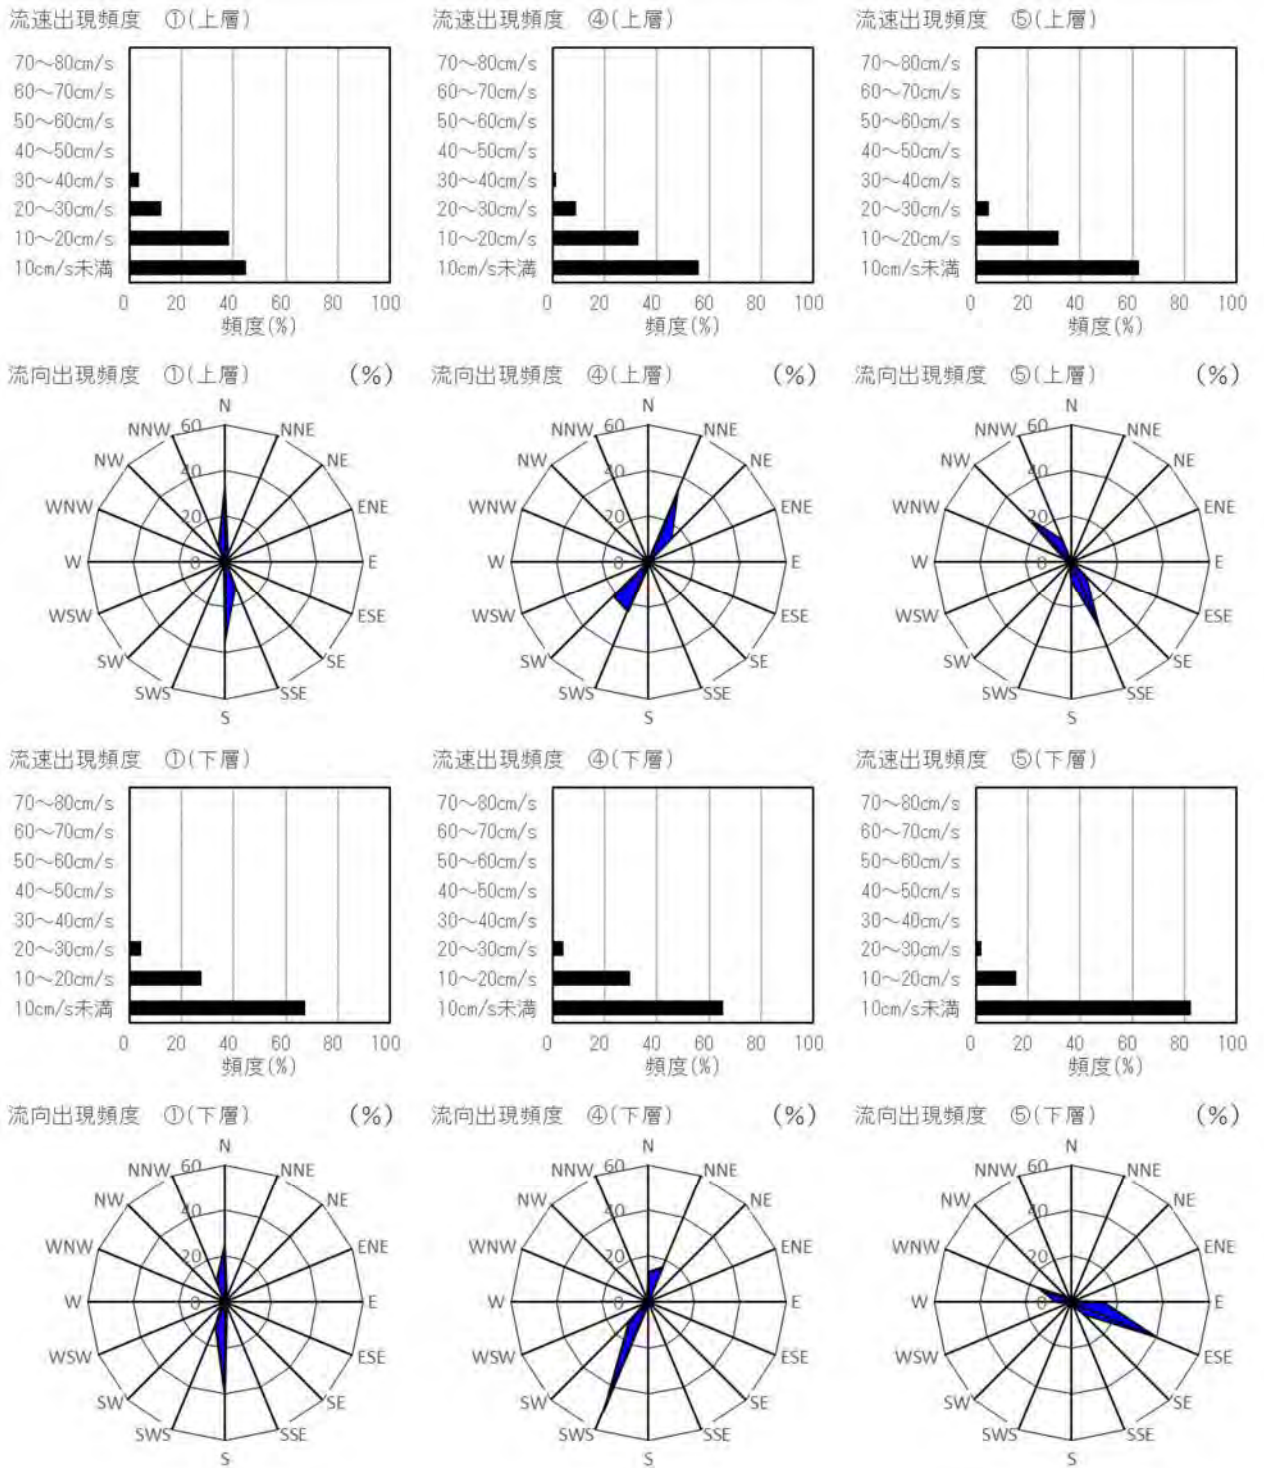 流速出現頻度 ①(上層)
70～80cm/s
60～70cm/s
50～60cm/s
40～50cm/s
30～40cm/s
20～30cm/s
10～20cm/s
10cm/s未満
0 20 40 60 80 100
頻度(%)
流速出現頻度 ④(上層)
70～80cm/s
60～70cm/s
50～60cm/s
40～50cm/s
30～40cm/s
20～30cm/s
10～20cm/s
10cm/s未満
0 20 40 60 80 100
頻度(%)
流速出現頻度 ⑤(上層)
70～80cm/s
60～70cm/s
50～60cm/s
40～50cm/s
30～40cm/s
20～30cm/s
10～20cm/s
10cm/s未満
0 20 40 60 80 100
頻度(%)
流向出現頻度 ①(上層) (%)
N
NNW 60 NNE
NW 40 NE
WNW 20 ENE
W 0 E
WSW ESE
SW SE
SWS SSE
S
流向出現頻度 ④(上層) (%)
N
NNW 60 NNE
NW 40 NE
WNW 20 ENE
W 0 E
WSW ESE
SW SE
SWS SSE
S
流向出現頻度 ⑤(上層) (%)
N
NNW 60 NNE
NW 40 NE
WNW 20 ENE
W 0 E
WSW ESE
SW SE
SWS SSE
S
流速出現頻度 ①(下層)
70～80cm/s
60～70cm/s
50～60cm/s
40～50cm/s
30～40cm/s
20～30cm/s
10～20cm/s
10cm/s未満
0 20 40 60 80 100
頻度(%)
流速出現頻度 ④(下層)
70～80cm/s
60～70cm/s
50～60cm/s
40～50cm/s
30～40cm/s
20～30cm/s
10～20cm/s
10cm/s未満
0 20 40 60 80 100
頻度(%)
流速出現頻度 ⑤(下層)
70～80cm/s
60～70cm/s
50～60cm/s
40～50cm/s
30～40cm/s
20～30cm/s
10～20cm/s
10cm/s未満
0 20 40 60 80 100
頻度(%)
流向出現頻度 ①(下層) (%)
N
NNW 60 NNE
NW 40 NE
WNW 20 ENE
W 0 E
WSW ESE
SW SE
SWS SSE
S
流向出現頻度 ④(下層) (%)
N
NNW 60 NNE
NW 40 NE
WNW 20 ENE
W 0 E
WSW ESE
SW SE
SWS SSE
S
流向出現頻度 ⑤(下層) (%)
N
NNW 60 NNE
NW 40 NE
WNW 20 ENE
W 0 E
WSW ESE
SW SE
SWS SSE
S